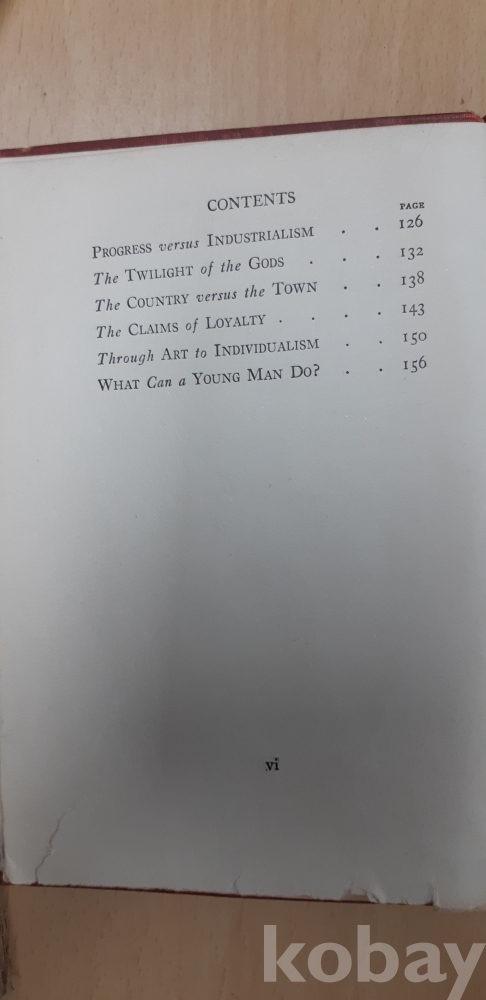 CONTENTS
PAGE
PROGRESS versus INDUSTRIALISM . . 126
The TWILIGHT of the GODS . . . 132
The COUNTRY versus the TOWN . . 138
The CLAIMS of LOYALTY . . . . 143
Through ART to INDIVIDUALISM . . 150
WHAT Can a YOUNG MAN DO? . . 156
vi
kobay